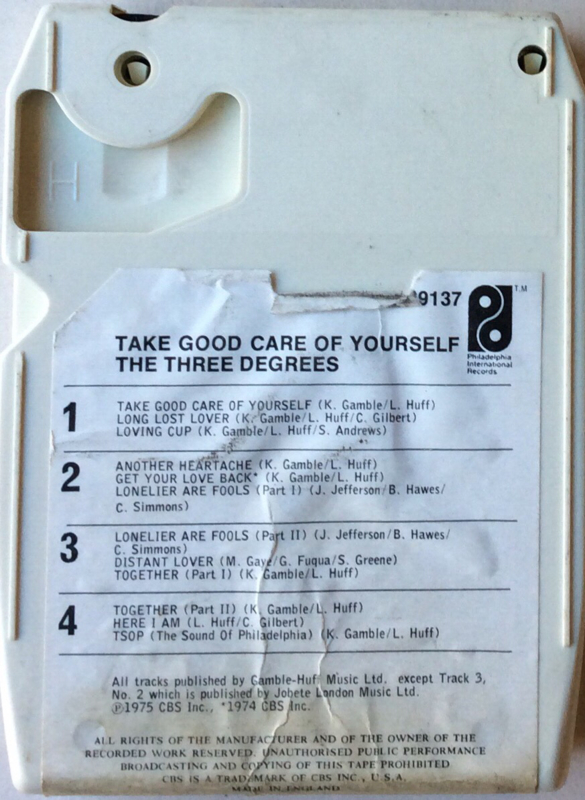 H
9137
TM
TAKE GOOD CARE OF YOURSELF
THE THREE DEGREES
Philadelphia
International
Records
1
TAKE GOOD CARE OF YOURSELF (K. Gamble/L. Huff)
LONG LOST LOVER (K. Gamble/L. Huff/C. Gilbert)
LOVING CUP (K. Gamble/L. Huff/S. Andrews)
2
ANOTHER HEARTACHE (K. Gamble/L. Huff)
GET YOUR LOVE BACK* (K. Gamble/L. Huff)
LONELIER ARE FOOLS (Part I) (J. Jefferson/B. Hawes/
C. Simmons)
3
LONELIER ARE FOOLS (Part II) (J. Jefferson/B. Hawes/
C. Simmons)
DISTANT LOVER (M. Gaye/G. Fuqua/S. Greene)
TOGETHER (Part I) (K. Gamble/L. Huff)
4
TOGETHER (Part II) (K. Gamble/L. Huff)
HERE I AM (L. Huff/C. Gilbert)
TSOP (The Sound Of Philadelphia) (K. Gamble/L. Huff)
All tracks published by Gamble-Huff Music Ltd. except Track 3,
No. 2 which is published by Jobete London Music Ltd.
℗1975 CBS Inc., *1974 CBS Inc.
ALL RIGHTS OF THE MANUFACTURER AND OF THE OWNER OF THE
RECORDED WORK RESERVED. UNAUTHORISED PUBLIC PERFORMANCE
BROADCASTING AND COPYING OF THIS TAPE PROHIBITED
CBS IS A TRADEMARK OF CBS INC., U.S.A.
MADE IN ENGLAND